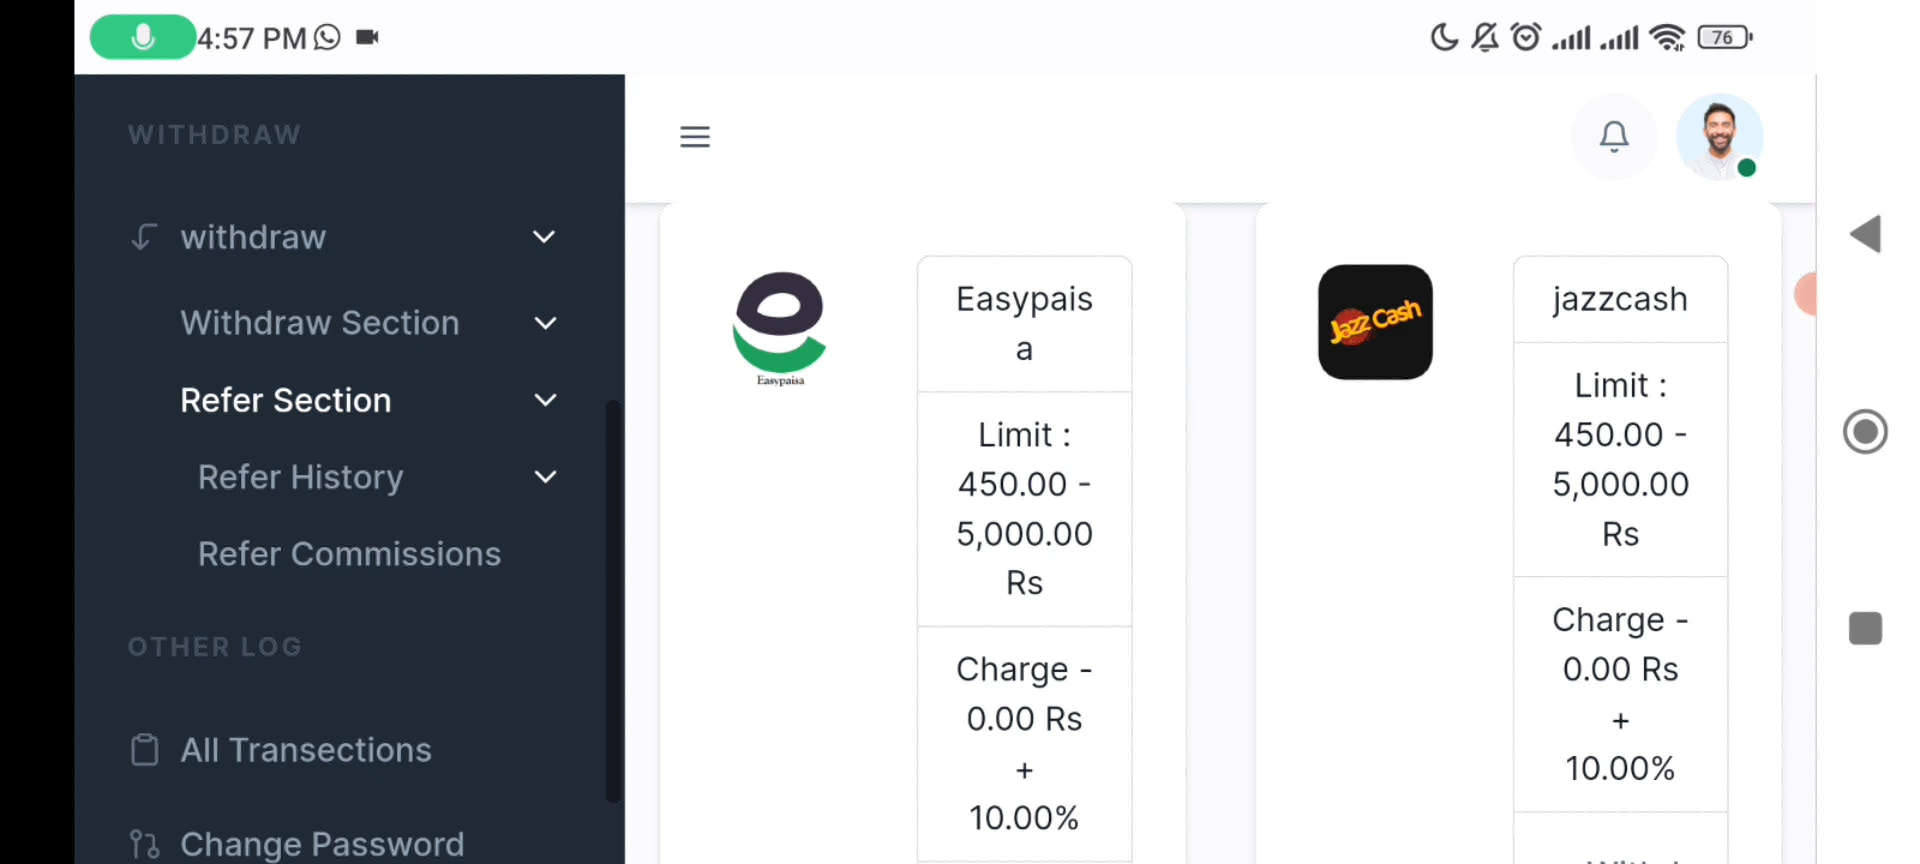 4:57 PM
76
WITHDRAW
withdraw
Withdraw Section
Refer Section
Refer History
Refer Commissions
OTHER LOG
All Transections
Change Password
Easypaisa
Easypais
a
Limit :
450.00 -
5,000.00
Rs
Charge -
0.00 Rs
+
10.00%
Jazz Cash
jazzcash
Limit :
450.00 -
5,000.00
Rs
Charge -
0.00 Rs
+
10.00%